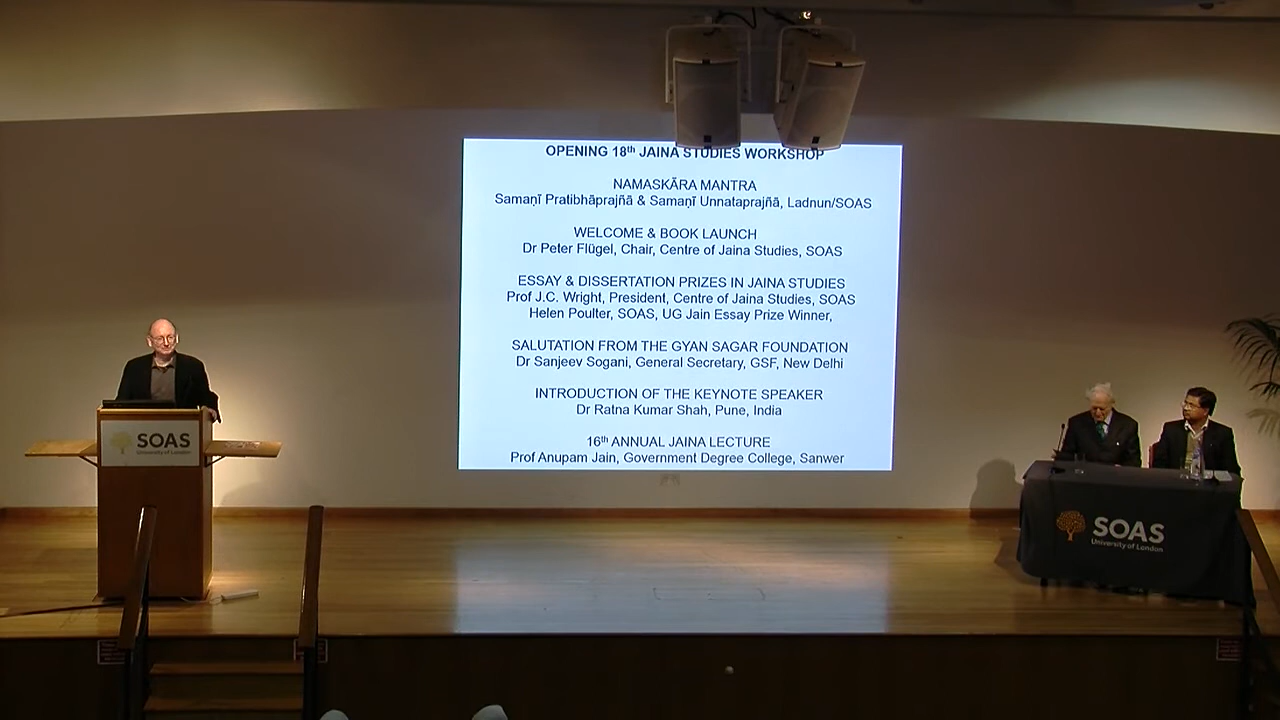 OPENING 18th JAINA STUDIES WORKSHOP
NAMASKĀRA MANTRA
Samaṇī Pratibhāprajñā & Samaṇī Unnataprajñā, Ladnun/SOAS
WELCOME & BOOK LAUNCH
Dr Peter Flügel, Chair, Centre of Jaina Studies, SOAS
ESSAY & DISSERTATION PRIZES IN JAINA STUDIES
Prof J.C. Wright, President, Centre of Jaina Studies, SOAS
Helen Poulter, SOAS, UG Jain Essay Prize Winner,
SALUTATION FROM THE GYAN SAGAR FOUNDATION
Dr Sanjeev Sogani, General Secretary, GSF, New Delhi
INTRODUCTION OF THE KEYNOTE SPEAKER
Dr Ratna Kumar Shah, Pune, India
16th ANNUAL JAINA LECTURE
Prof Anupam Jain, Government Degree College, Sanwer
SOAS
University of London
SOAS
University of London